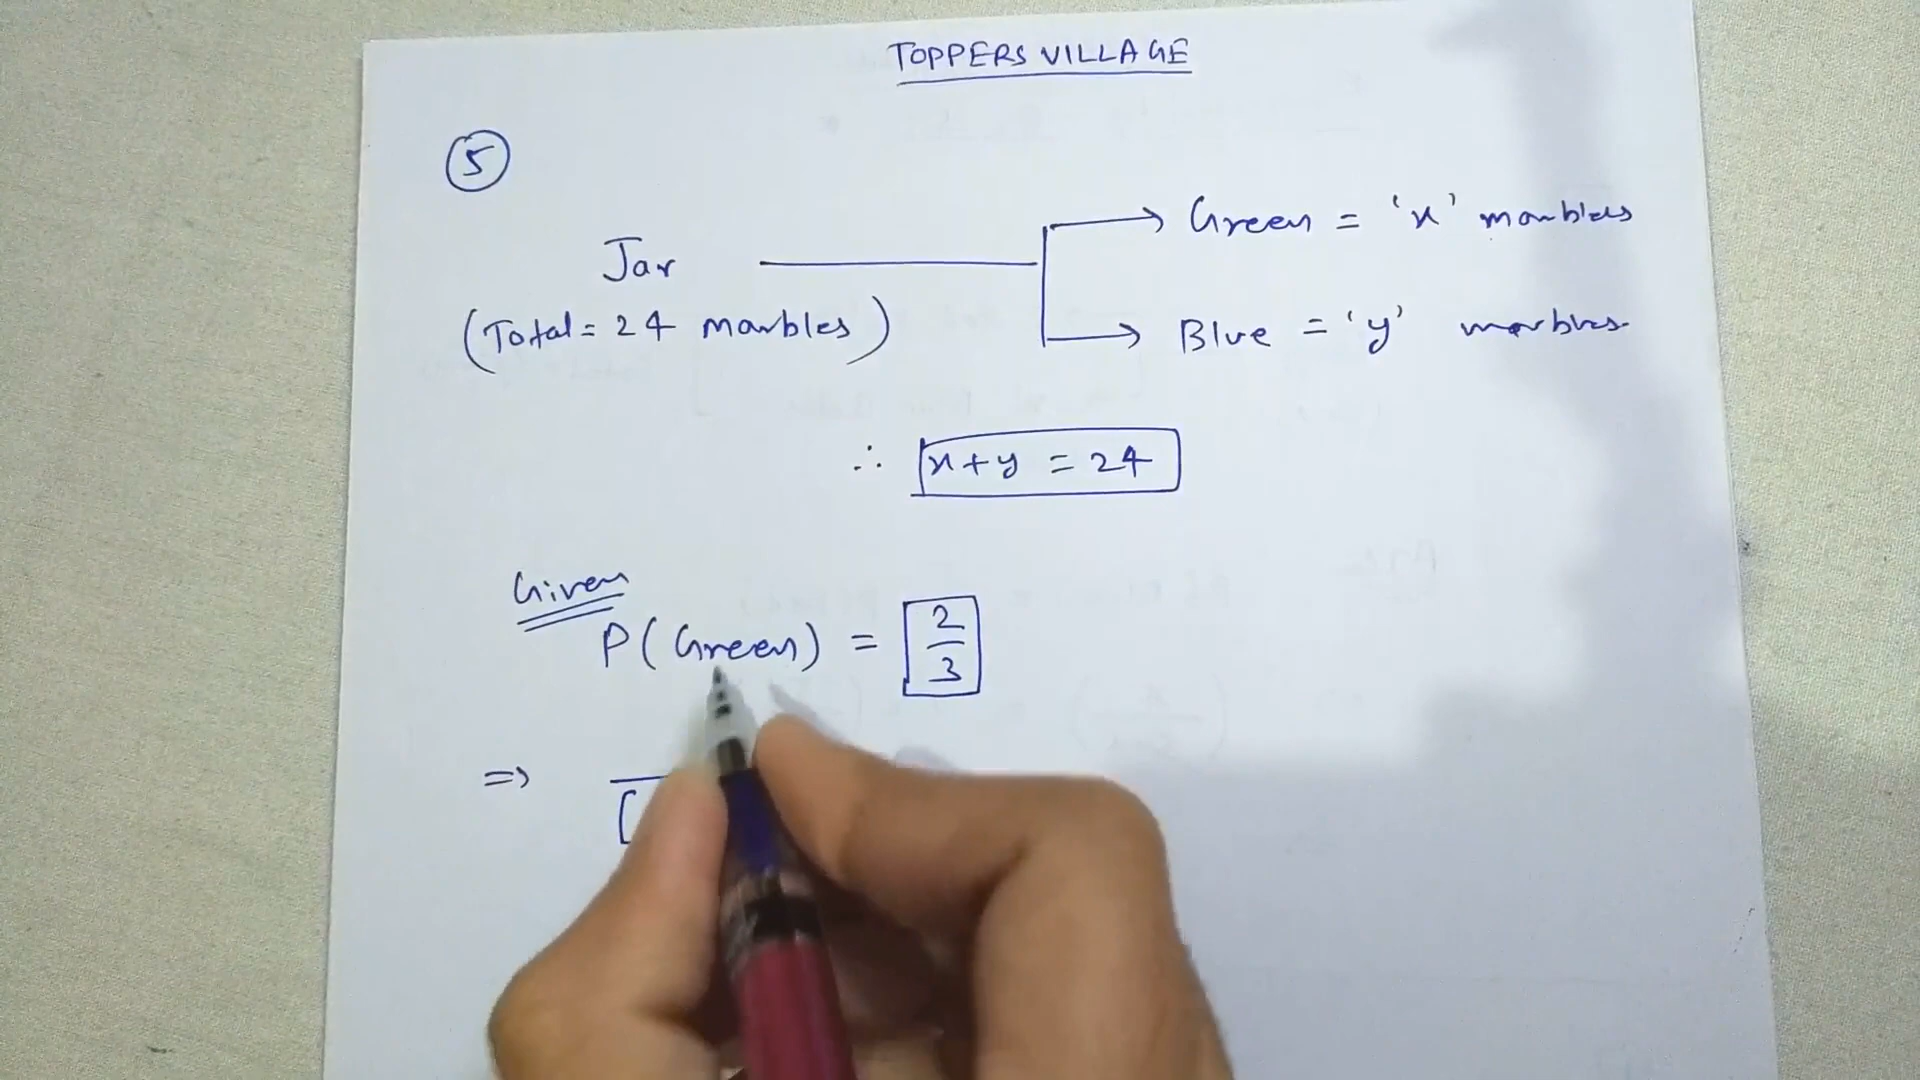 TOPPERS VILLAGE
5
Jar
(Total = 24 marbles)
Green = 'x' marbles
Blue = 'y' marbles.
∴ x+y = 24
Given
P(Green) = 2/3
⇒ [